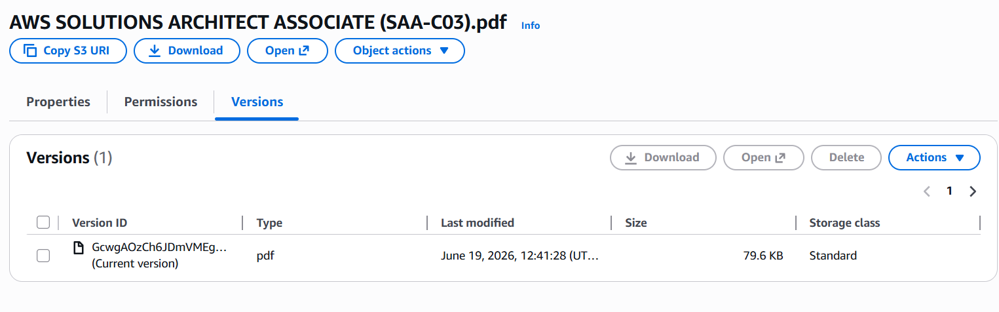 AWS SOLUTIONS ARCHITECT ASSOCIATE (SAA-C03).pdf Info
Copy S3 URI Download Open Object actions
Properties Permissions Versions
Versions (1) Download Open Delete Actions
1
Version ID Type Last modified Size Storage class
GcwgAOzCh6JDmVMEg... pdf June 19, 2026, 12:41:28 (UT... 79.6 KB Standard
(Current version)